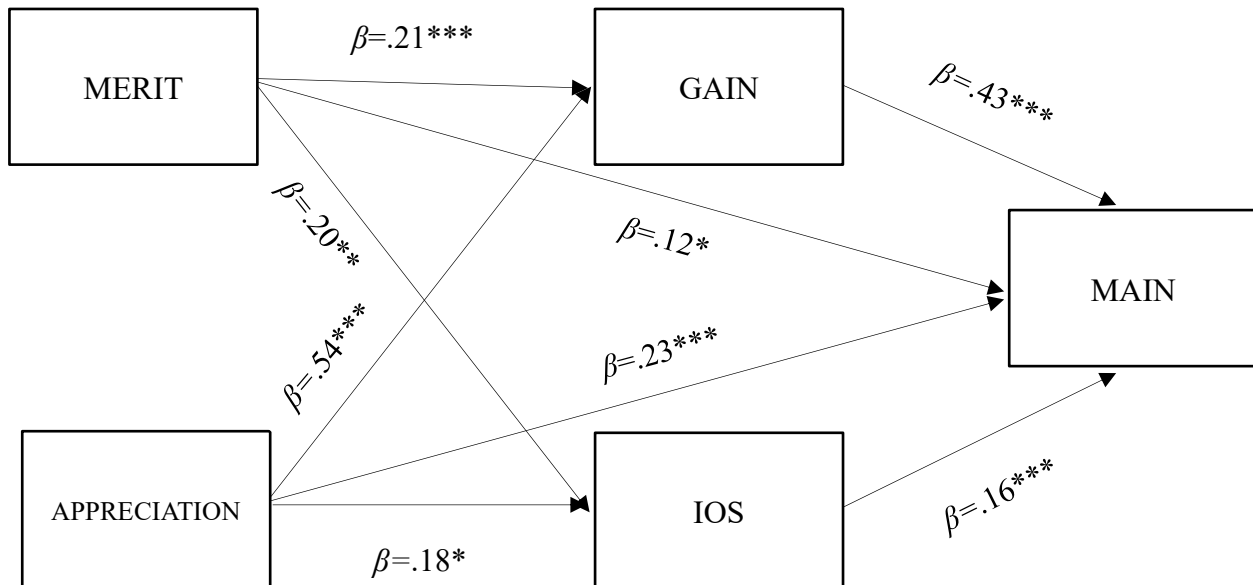 β=.21***
MERIT
GAIN
β=.43***
β=.20**
β=.12*
MAIN
β=.54***
β=.23***
APPRECIATION
IOS
β=.16***
β=.18*